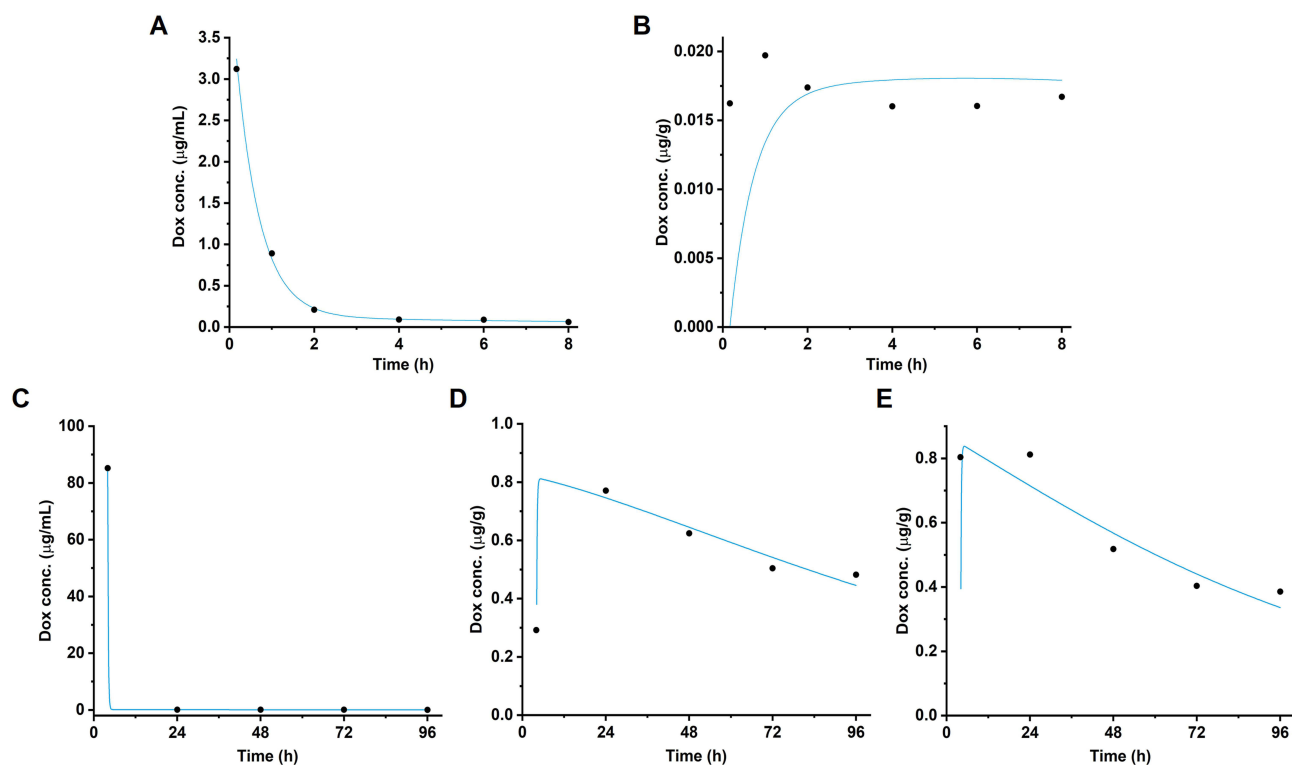 A
3.5
3.0
2.5
2.0
1.5
1.0
0.5
0.0
Dox conc. (μg/mL)
0 2 4 6 8
Time (h)
B
0.020
0.015
0.010
0.005
0.000
Dox conc. (μg/g)
0 2 4 6 8
Time (h)
C
100
80
60
40
20
0
Dox conc. (μg/mL)
0 24 48 72 96
Time (h)
D
1.0
0.8
0.6
0.4
0.2
0.0
Dox conc. (μg/g)
0 24 48 72 96
Time (h)
E
0.8
0.6
0.4
0.2
0.0
Dox conc. (μg/g)
0 24 48 72 96
Time (h)